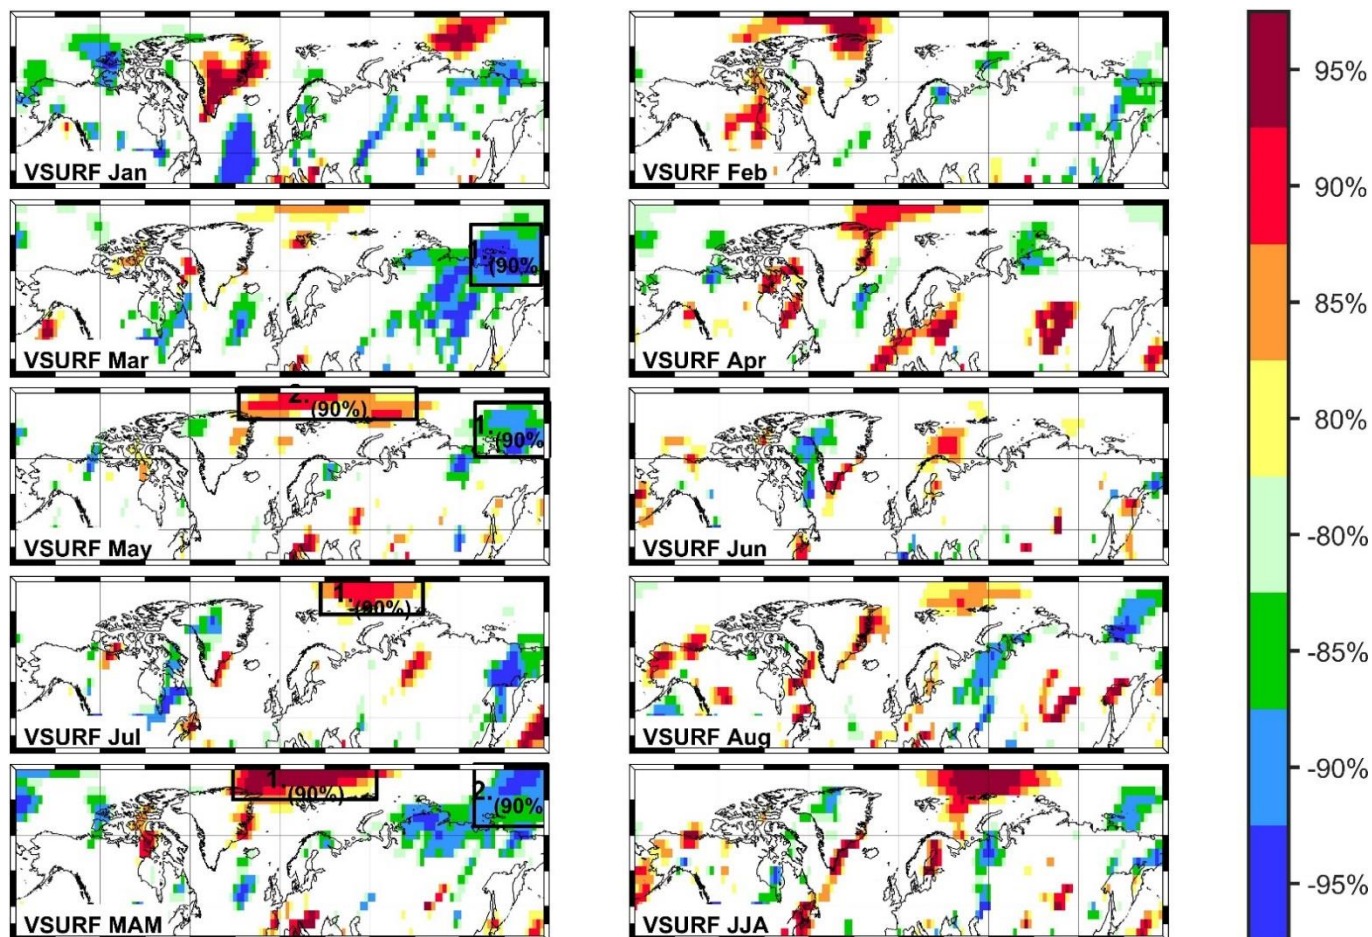 VSURF Jan
VSURF Feb
95%
90%
85%
80%
-80%
-85%
-90%
-95%
1.
(90%
VSURF Mar
VSURF Apr
2.
(90%)
1.
(90%
VSURF May
VSURF Jun
1.
(90%)
VSURF Jul
VSURF Aug
1.
(90%)
2.
(90%
VSURF MAM
VSURF JJA